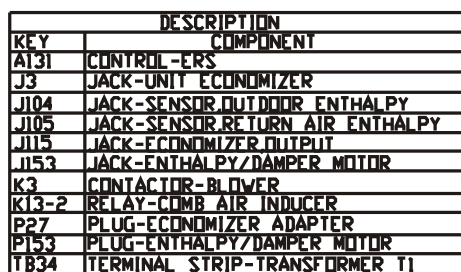 DESCRIPTION
KEY COMPONENT
A131 CONTROL-ERS
J3 JACK-UNIT ECONOMIZER
J104 JACK-SENSOR,OUTDOOR ENTHALPY
J105 JACK-SENSOR,RETURN AIR ENTHALPY
J115 JACK-ECONOMIZER,OUTPUT
J153 JACK-ENTHALPY/DAMPER MOTOR
K3 CONTACTOR-BLOWER
K13-2 RELAY-COMB AIR INDUCER
P27 PLUG-ECONOMIZER ADAPTER
P153 PLUG-ENTHALPY/DAMPER MOTOR
TB34 TERMINAL STRIP-TRANSFORMER T1